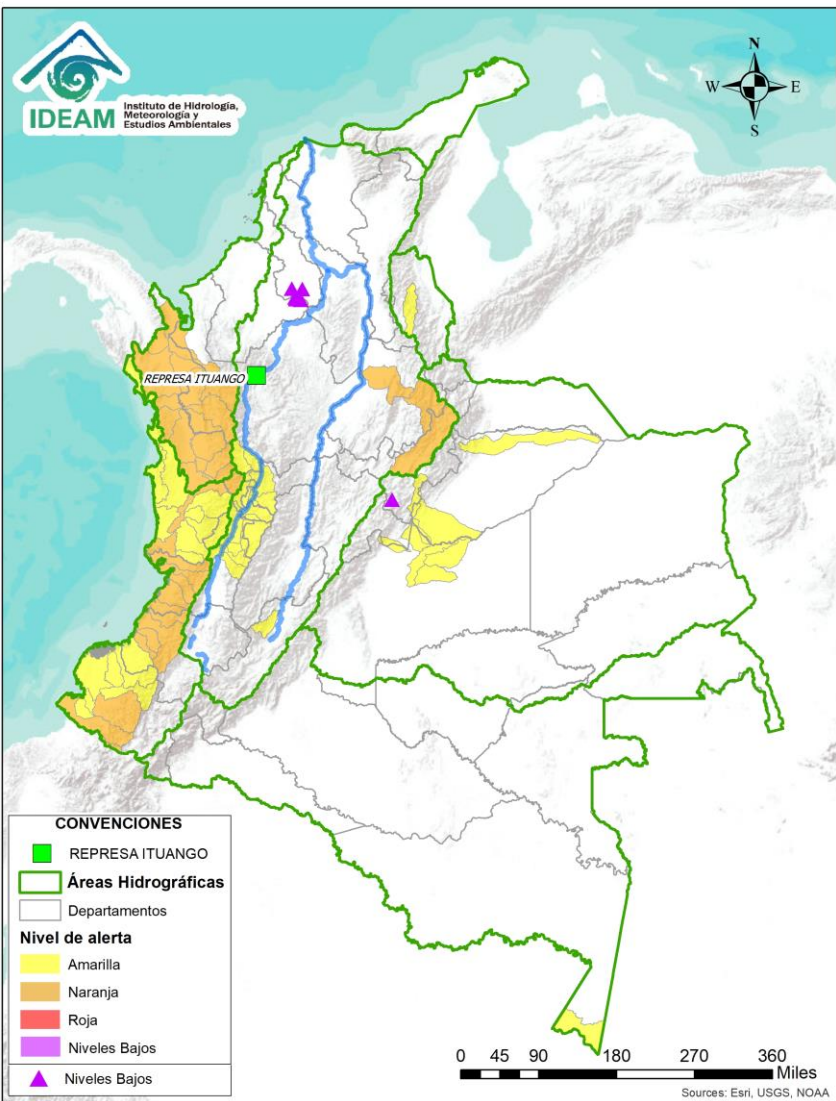 IDEAM
Instituto de Hidrología,
Meteorología y
Estudios Ambientales
N
W
E
S
REPRESA ITUANGO
CONVENCIONES
REPRESA ITUANGO
Áreas Hidrográficas
Departamentos
Nivel de alerta
Amarilla
Naranja
Roja
Niveles Bajos
Niveles Bajos
0 45 90 180 270 360
Miles
Sources: Esri, USGS, NOAA